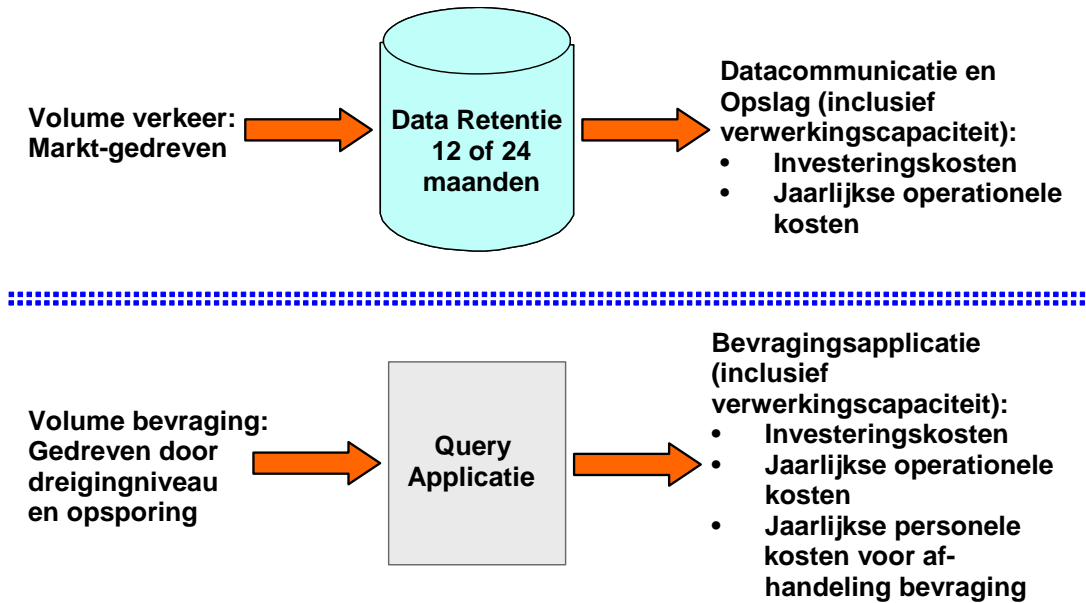 Volume verkeer:
Markt-gedreven
Data Retentie
12 of 24
maanden
Datacommunicatie en
Opslag (inclusief
verwerkingscapaciteit):
• Investeringskosten
• Jaarlijkse operationele
kosten
Volume bevraging:
Gedreven door
dreigingniveau
en opsporing
Query
Applicatie
Bevragingsapplicatie
(inclusief
verwerkingscapaciteit):
• Investeringskosten
• Jaarlijkse operationele
kosten
• Jaarlijkse personele
kosten voor af-
handeling bevraging